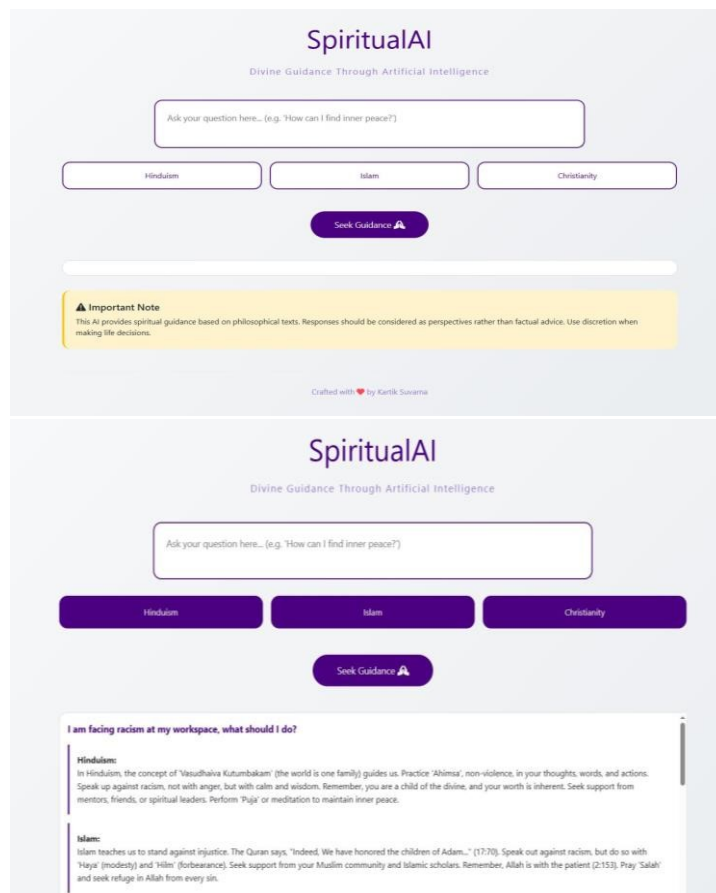 SpiritualAI
Divine Guidance Through Artificial Intelligence
Ask your question here... (e.g. 'How can I find inner peace?')
Hinduism
Islam
Christianity
Seek Guidance
Important Note
This AI provides spiritual guidance based on philosophical texts. Responses should be considered as perspectives rather than factual advice. Use discretion when
making life decisions.
Crafted with ❤ by Kartik Suvarna
SpiritualAI
Divine Guidance Through Artificial Intelligence
Ask your question here... (e.g. 'How can I find inner peace?')
Hinduism
Islam
Christianity
Seek Guidance
I am facing racism at my workspace, what should I do?
Hinduism:
In Hinduism, the concept of 'Vasudhaiva Kutumbakam' (the world is one family) guides us. Practice 'Ahimsa', non-violence, in your thoughts, words, and actions.
Speak up against racism, not with anger, but with calm and wisdom. Remember, you are a child of the divine, and your worth is inherent. Seek support from
mentors, friends, or spiritual leaders. Perform 'Puja' or meditation to maintain inner peace.
Islam:
Islam teaches us to stand against injustice. The Quran says, "Indeed, We have honored the children of Adam..." (17:70). Speak out against racism, but do so with
'Haya' (modesty) and 'Hilm' (forbearance). Seek support from your Muslim community and Islamic scholars. Remember, Allah is with the patient (2:153). Pray 'Salah'
and seek refuge in Allah from every sin.